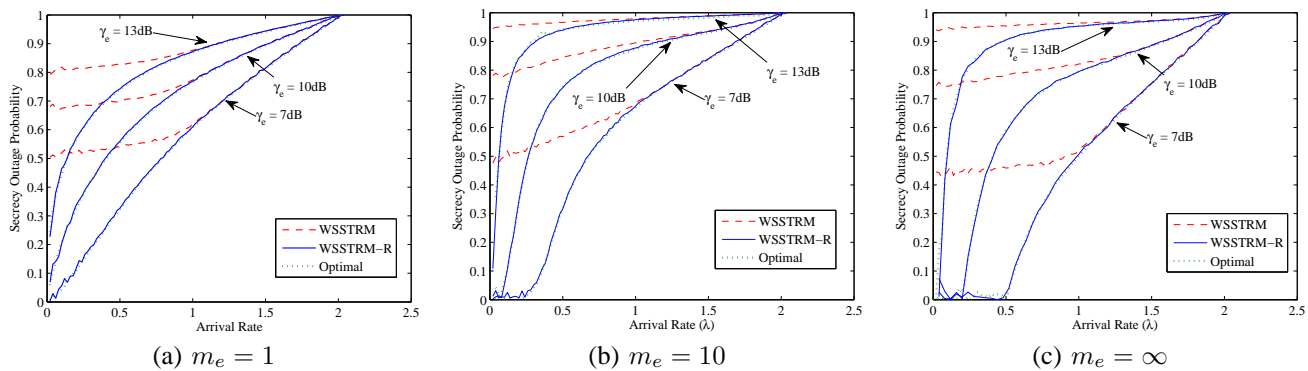 1
0.9
0.8
0.7
0.6
0.5
0.4
0.3
0.2
0.1
0
0 0.5 1 1.5 2 2.5
Secrecy Outage Probability
Arrival Rate
γe = 13dB
γe = 10dB
γe = 7dB
WSSTRM
WSSTRM−R
Optimal
(a) me = 1
1
0.9
0.8
0.7
0.6
0.5
0.4
0.3
0.2
0.1
0
0 0.5 1 1.5 2 2.5
Secrecy Outage Probability
Arrival Rate (λ)
γe = 13dB
γe = 10dB
γe = 7dB
WSSTRM
WSSTRM−R
Optimal
(b) me = 10
1
0.9
0.8
0.7
0.6
0.5
0.4
0.3
0.2
0.1
0
0 0.5 1 1.5 2 2.5
Secrecy Outage Probability
Arrival Rate (λ)
γe = 13dB
γe = 10dB
γe = 7dB
WSSTRM
WSSTRM−R
Optimal
(c) me = ∞